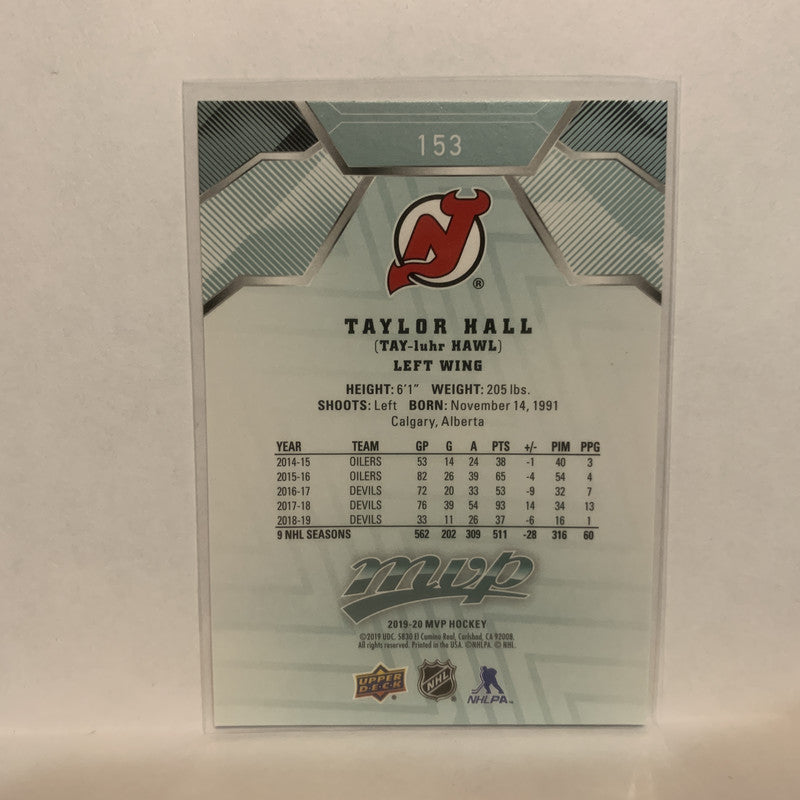 153
NJ ®
TAYLOR HALL
(TAY-luhr HAWL)
LEFT WING
HEIGHT: 6'1" WEIGHT: 205 lbs.
SHOOTS: Left BORN: November 14, 1991
Calgary, Alberta
YEAR TEAM GP G A PTS +/- PIM PPG
2014-15 OILERS 53 14 24 38 -1 40 3
2015-16 OILERS 82 26 39 65 -4 54 4
2016-17 DEVILS 72 20 33 53 -9 32 7
2017-18 DEVILS 76 39 54 93 14 34 13
2018-19 DEVILS 33 11 26 37 -6 16 1
9 NHL SEASONS 562 202 309 511 -28 316 60
mvp
2019-20 MVP HOCKEY
©2019 UDC. 5830 El Camino Real, Carlsbad, CA 92008.
All rights reserved. Printed in the USA. ©NHLPA. © NHL.
UPPER DECK NHL NHLPA